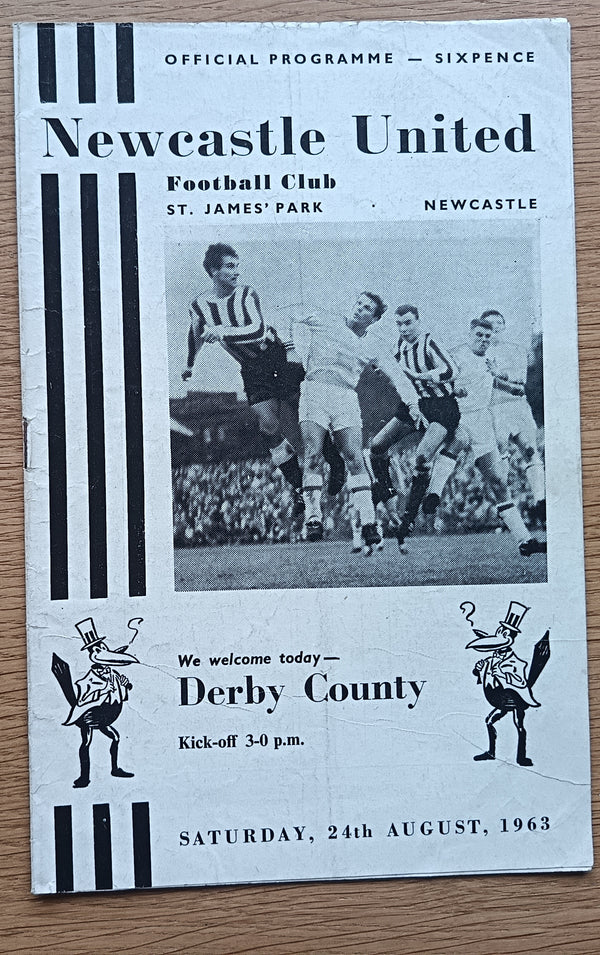 OFFICIAL PROGRAMME — SIXPENCE
Newcastle United
Football Club
ST. JAMES' PARK · NEWCASTLE
We welcome today—
Derby County
Kick-off 3-0 p.m.
SATURDAY, 24th AUGUST, 1963